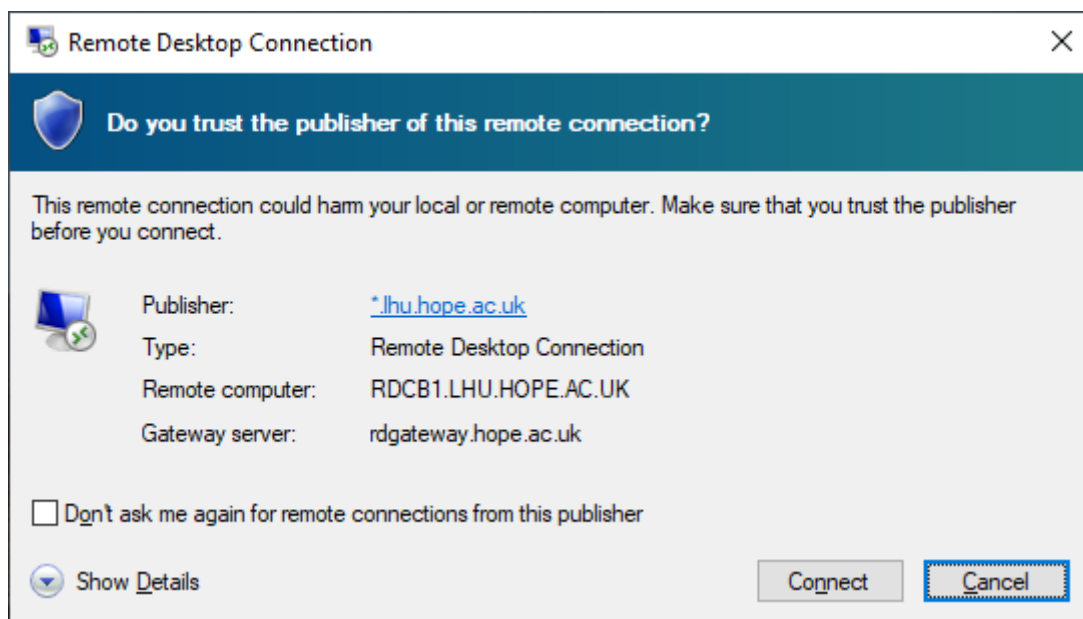 Remote Desktop Connection
Do you trust the publisher of this remote connection?
This remote connection could harm your local or remote computer. Make sure that you trust the publisher
before you connect.
Publisher: *.lhu.hope.ac.uk
Type: Remote Desktop Connection
Remote computer: RDCB1.LHU.HOPE.AC.UK
Gateway server: rdgateway.hope.ac.uk
Don't ask me again for remote connections from this publisher
Show Details Connect Cancel